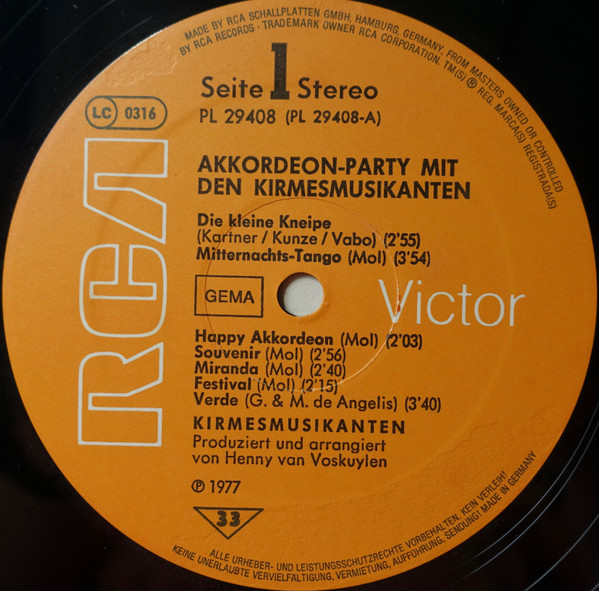 MADE BY RCA SCHALLPLATTEN GMBH, HAMBURG, GERMANY, FROM MASTERS OWNED OR CONTROLLED
BY RCA RECORDS - TRADEMARK OWNER RCA CORPORATION. TM(S) ® REG. MARCA(S) REGISTRADA(S)
Seite 1 Stereo
LC 0316
PL 29408 (PL 29408-A)
RCA
AKKORDEON-PARTY MIT
DEN KIRMESMUSIKANTEN
Die kleine Kneipe
(Kartner / Kunze / Vabo) (2'55)
Mitternachts-Tango (Mol) (3'54)
GEMA
Victor
Happy Akkordeon (Mol) (2'03)
Souvenir (Mol) (2'56)
Miranda (Mol) (2'40)
Festival (Mol) (2'15)
Verde (G. & M. de Angelis) (3'40)
KIRMESMUSIKANTEN
Produziert und arrangiert
von Henny van Voskuylen
℗ 1977
33
ALLE URHEBER- UND LEISTUNGSSCHUTZRECHTE VORBEHALTEN. KEIN VERLEIH!
KEINE UNERLAUBTE VERVIELFALTIGUNG, VERMIETUNG, AUFFÜHRUNG, SENDUNG! MADE IN GERMANY